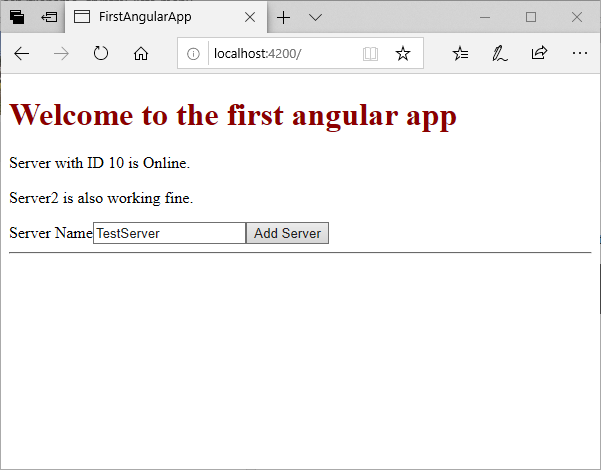 FirstAngularApp
localhost:4200/
Welcome to the first angular app
Server with ID 10 is Online.
Server2 is also working fine.
Server Name TestServer Add Server